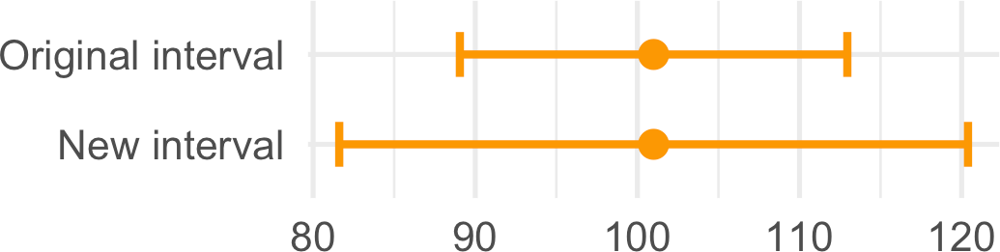 Original interval
New interval
80 90 100 110 120